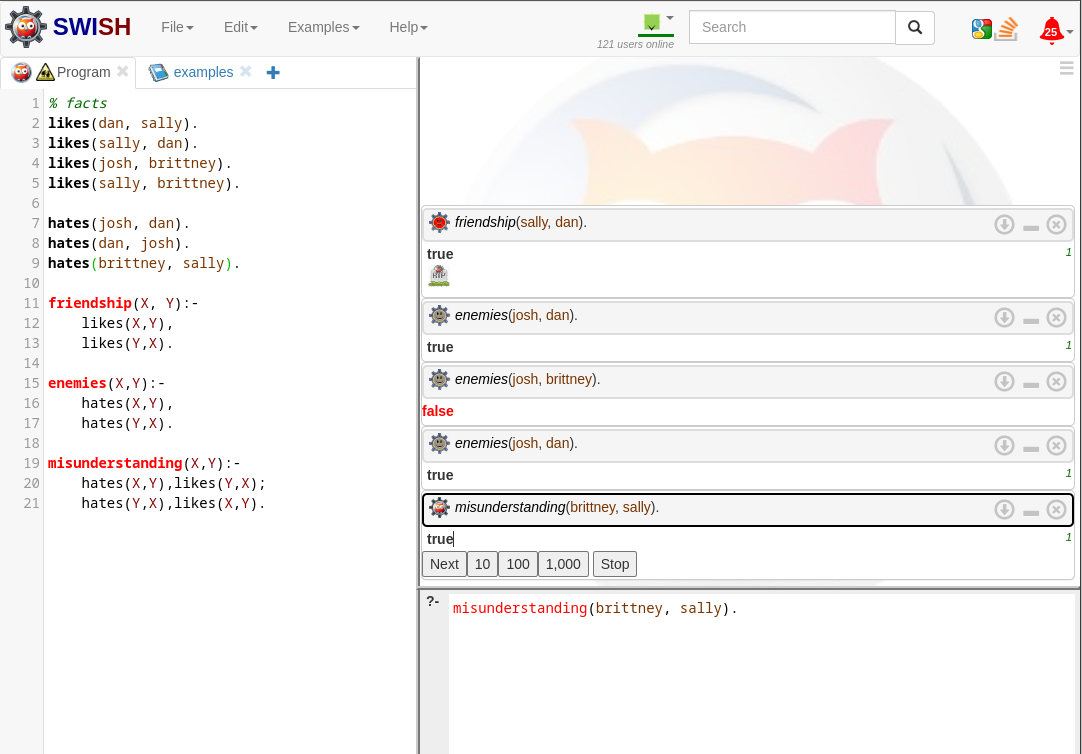 SWISH File Edit Examples Help 121 users online Search 25
Program examples
1 % facts
2 likes(dan, sally).
3 likes(sally, dan).
4 likes(josh, brittney).
5 likes(sally, brittney).
6
7 hates(josh, dan).
8 hates(dan, josh).
9 hates(brittney, sally).
10
11 friendship(X, Y):-
12     likes(X,Y),
13     likes(Y,X).
14
15 enemies(X,Y):-
16     hates(X,Y),
17     hates(Y,X).
18
19 misunderstanding(X,Y):-
20     hates(X,Y),likes(Y,X);
21     hates(Y,X),likes(X,Y).
friendship(sally, dan).
true 1
RIP
enemies(josh, dan).
true 1
enemies(josh, brittney).
false
enemies(josh, dan).
true 1
misunderstanding(brittney, sally).
true 1
Next 10 100 1,000 Stop
?- misunderstanding(brittney, sally).